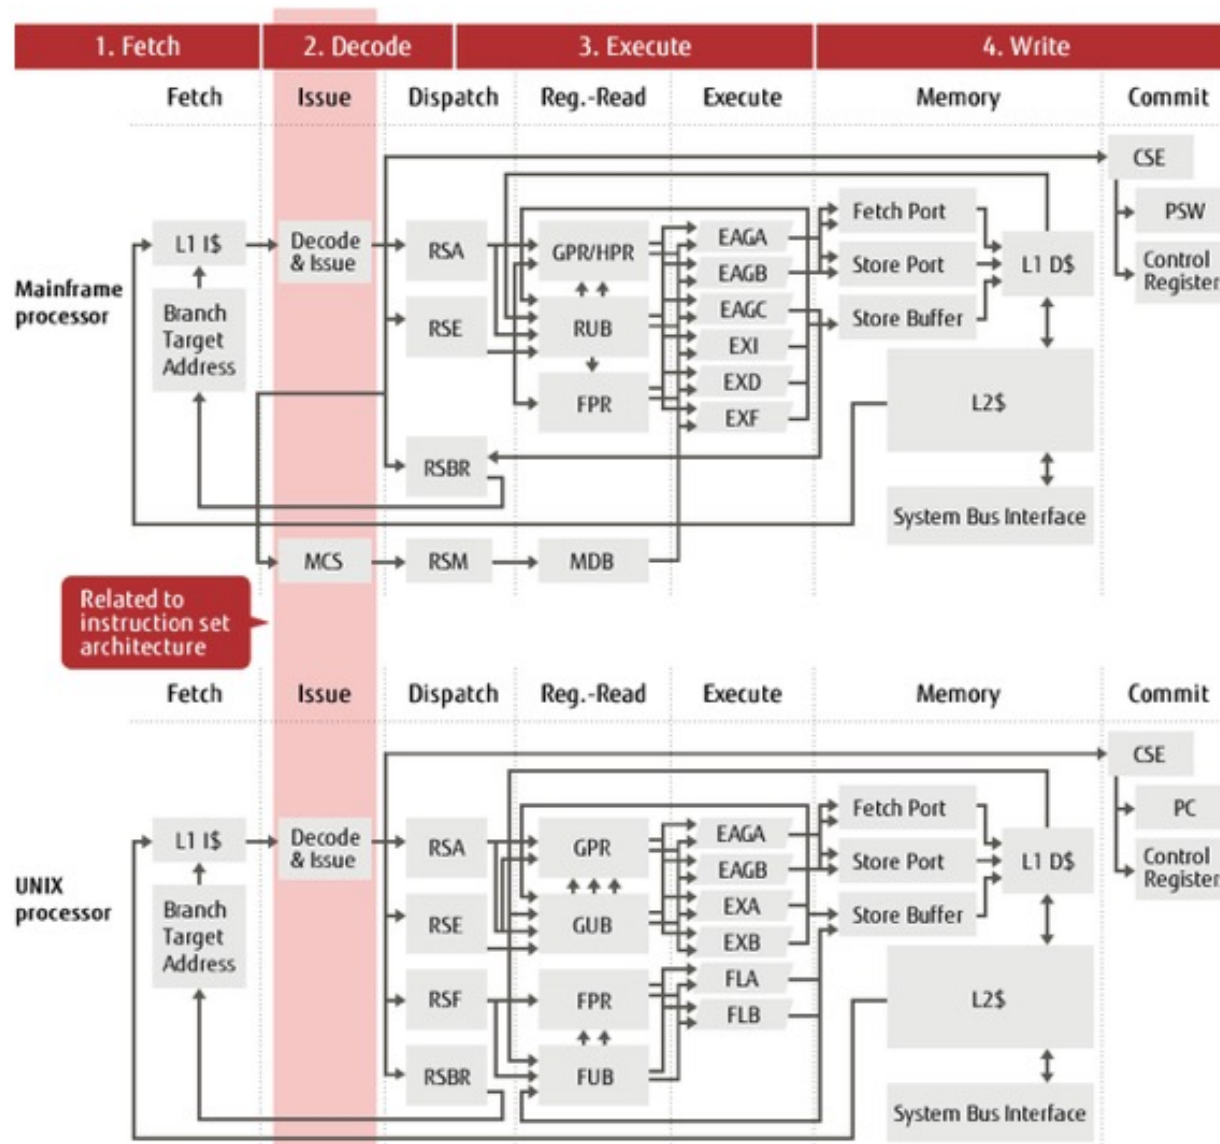 1. Fetch
2. Decode
3. Execute
4. Write
Fetch
Issue
Dispatch
Reg.-Read
Execute
Memory
Commit
Mainframe
processor
L1 I$
Branch
Target
Address
Decode
& Issue
RSA
RSE
RSBR
GPR/HPR
RUB
FPR
EAGA
EAGB
EAGC
EXI
EXD
EXF
Fetch Port
Store Port
Store Buffer
L1 D$
L2$
System Bus Interface
CSE
PSW
Control
Register
MCS
RSM
MDB
Related to
instruction set
architecture
Fetch
Issue
Dispatch
Reg.-Read
Execute
Memory
Commit
UNIX
processor
L1 I$
Branch
Target
Address
Decode
& Issue
RSA
RSE
RSF
RSBR
GPR
GUB
FPR
FUB
EAGA
EAGB
EXA
EXB
FLA
FLB
Fetch Port
Store Port
Store Buffer
L1 D$
L2$
System Bus Interface
CSE
PC
Control
Register